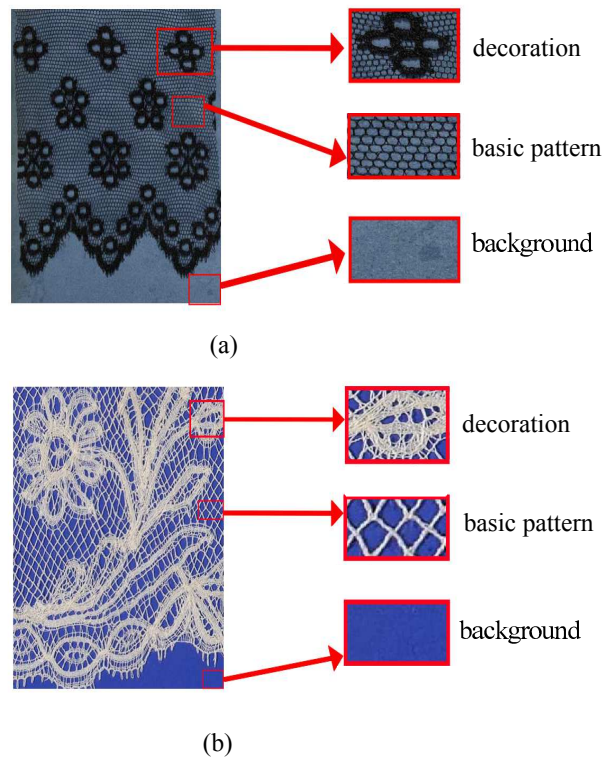 decoration
basic pattern
background
(a)
decoration
basic pattern
background
(b)